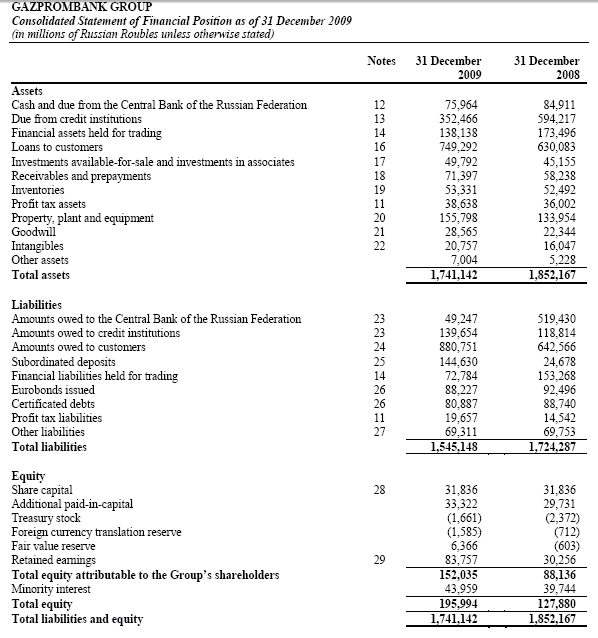 GAZPROMBANK GROUP
Consolidated Statement of Financial Position as of 31 December 2009
(in millions of Russian Roubles unless otherwise stated)
Notes 31 December 2009 31 December 2008
Assets
Cash and due from the Central Bank of the Russian Federation 12 75,964 84,911
Due from credit institutions 13 352,466 594,217
Financial assets held for trading 14 138,138 173,496
Loans to customers 16 749,292 630,083
Investments available-for-sale and investments in associates 17 49,792 45,155
Receivables and prepayments 18 71,397 58,238
Inventories 19 53,331 52,492
Profit tax assets 11 38,638 36,002
Property, plant and equipment 20 155,798 133,954
Goodwill 21 28,565 22,344
Intangibles 22 20,757 16,047
Other assets 7,004 5,228
Total assets 1,741,142 1,852,167
Liabilities
Amounts owed to the Central Bank of the Russian Federation 23 49,247 519,430
Amounts owed to credit institutions 23 139,654 118,814
Amounts owed to customers 24 880,751 642,566
Subordinated deposits 25 144,630 24,678
Financial liabilities held for trading 14 72,784 153,268
Eurobonds issued 26 88,227 92,496
Certificated debts 26 80,887 88,740
Profit tax liabilities 11 19,657 14,542
Other liabilities 27 69,311 69,753
Total liabilities 1,545,148 1,724,287
Equity
Share capital 28 31,836 31,836
Additional paid-in-capital 33,322 29,731
Treasury stock (1,661) (2,372)
Foreign currency translation reserve (1,585) (712)
Fair value reserve 6,366 (603)
Retained earnings 29 83,757 30,256
Total equity attributable to the Group's shareholders 152,035 88,136
Minority interest 43,959 39,744
Total equity 195,994 127,880
Total liabilities and equity 1,741,142 1,852,167